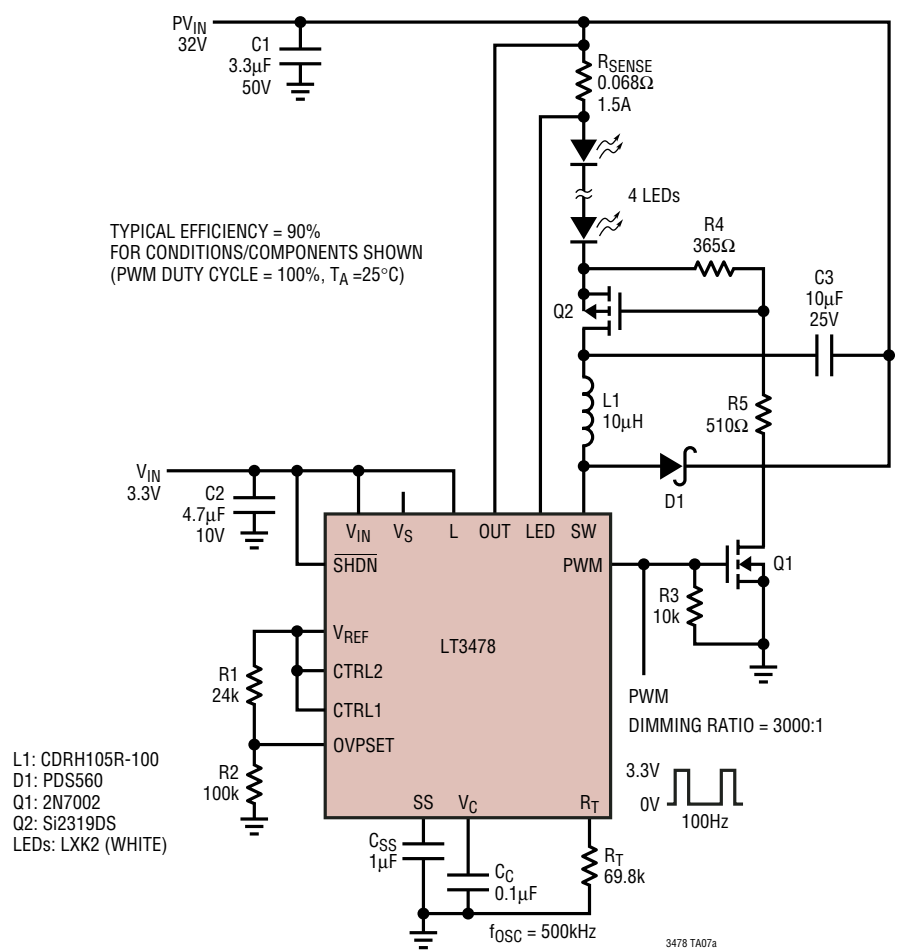 PVIN
32V
C1
3.3µF
50V
RSENSE
0.068Ω
1.5A
4 LEDs
TYPICAL EFFICIENCY = 90%
FOR CONDITIONS/COMPONENTS SHOWN
(PWM DUTY CYCLE = 100%, TA =25°C)
R4
365Ω
Q2
C3
10µF
25V
L1
10µH
R5
510Ω
D1
VIN
3.3V
C2
4.7µF
10V
VIN
VS
L
OUT
LED
SW
SHDN
PWM
Q1
R3
10k
VREF
LT3478
CTRL2
CTRL1
R1
24k
OVPSET
PWM
DIMMING RATIO = 3000:1
R2
100k
L1: CDRH105R-100
D1: PDS560
Q1: 2N7002
Q2: Si2319DS
LEDs: LXK2 (WHITE)
3.3V
0V
100Hz
SS
VC
RT
CSS
1µF
CC
0.1µF
RT
69.8k
fOSC = 500kHz
3478 TA07a